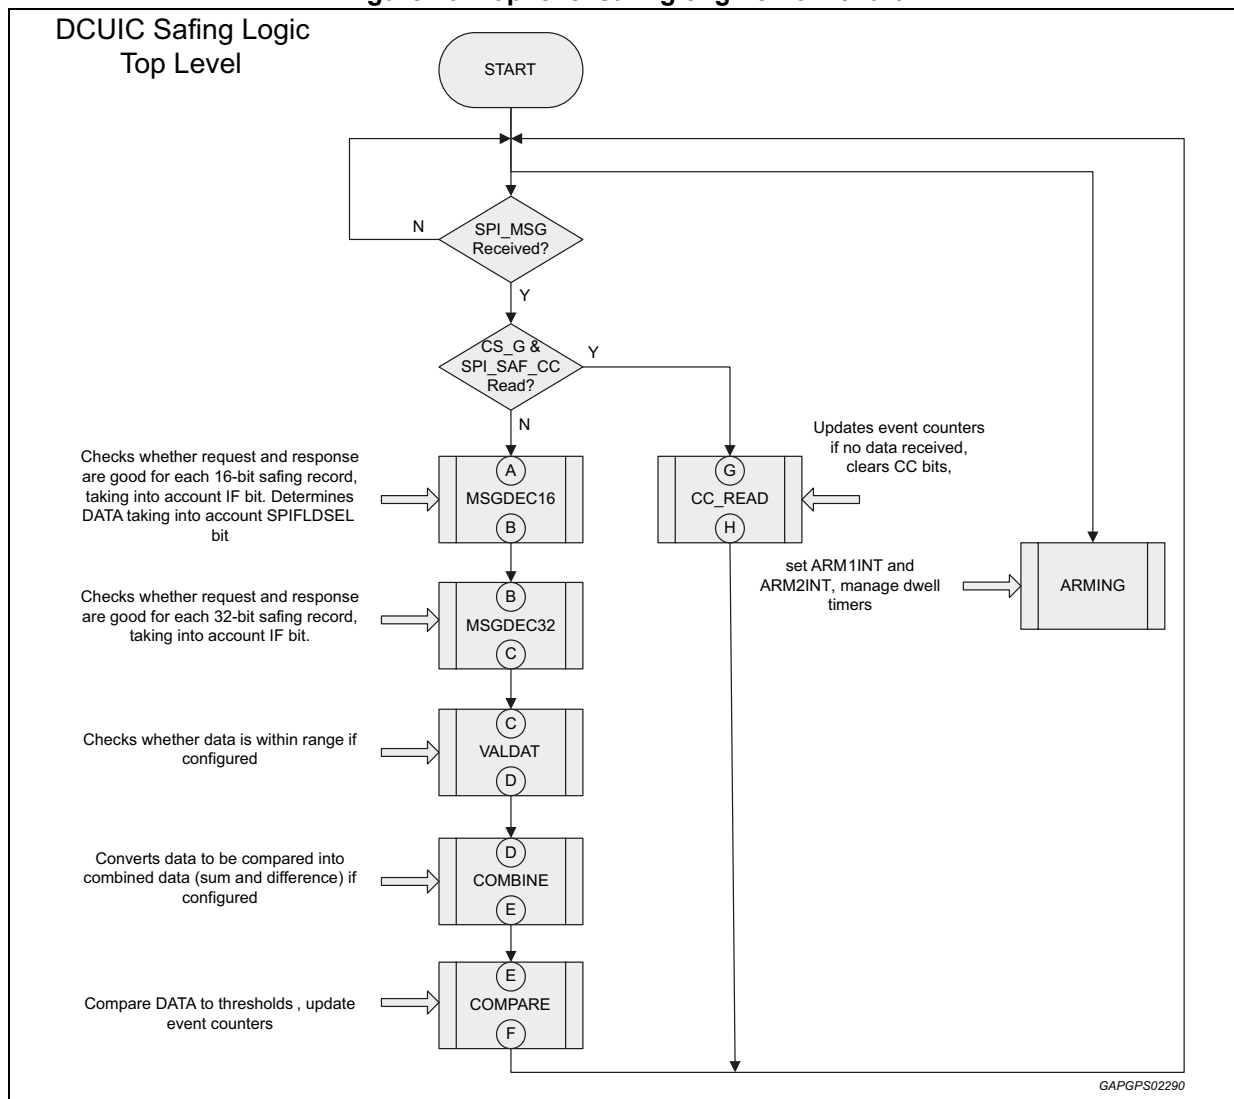 DCUIC Safing Logic
Top Level
START
N
SPI_MSG
Received?
Y
CS_G &
SPI_SAF_CC
Read?
Y
N
Checks whether request and response
are good for each 16-bit safing record,
taking into account IF bit. Determines
DATA taking into account SPIFLDSEL
bit
A
MSGDEC16
B
Updates event counters
if no data received,
clears CC bits,
G
CC_READ
H
set ARM1INT and
ARM2INT, manage dwell
timers
ARMING
Checks whether request and response
are good for each 32-bit safing record,
taking into account IF bit.
B
MSGDEC32
C
Checks whether data is within range if
configured
C
VALDAT
D
Converts data to be compared into
combined data (sum and difference) if
configured
D
COMBINE
E
Compare DATA to thresholds , update
event counters
E
COMPARE
F
GAPGPS02290